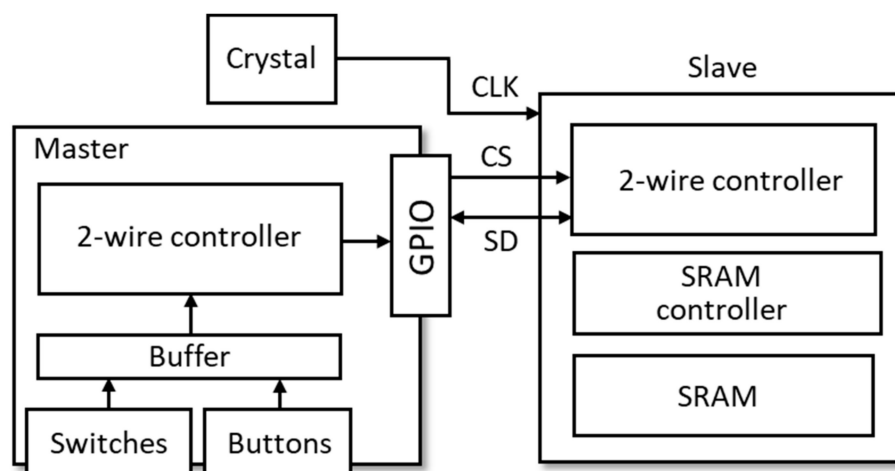 Crystal
Slave
CLK
Master
CS
2-wire controller
2-wire controller
GPIO
SD
SRAM
controller
Buffer
SRAM
Switches
Buttons